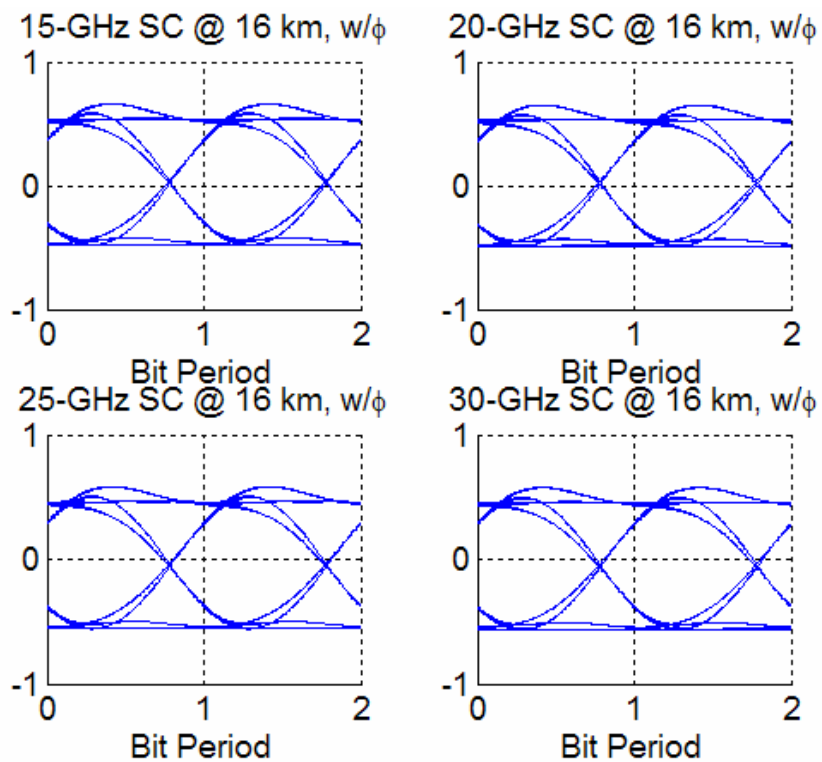 15-GHz SC @ 16 km, w/ϕ
1
0
-1
0 1 2
Bit Period
20-GHz SC @ 16 km, w/ϕ
1
0
-1
0 1 2
Bit Period
25-GHz SC @ 16 km, w/ϕ
1
0
-1
0 1 2
Bit Period
30-GHz SC @ 16 km, w/ϕ
1
0
-1
0 1 2
Bit Period